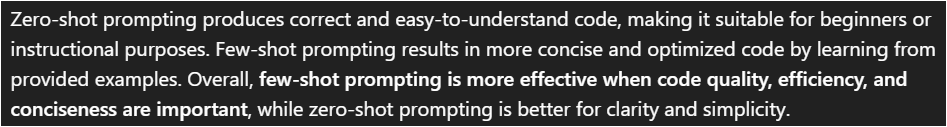 Zero-shot prompting produces correct and easy-to-understand code, making it suitable for beginners or
instructional purposes. Few-shot prompting results in more concise and optimized code by learning from
provided examples. Overall, few-shot prompting is more effective when code quality, efficiency, and
conciseness are important, while zero-shot prompting is better for clarity and simplicity.